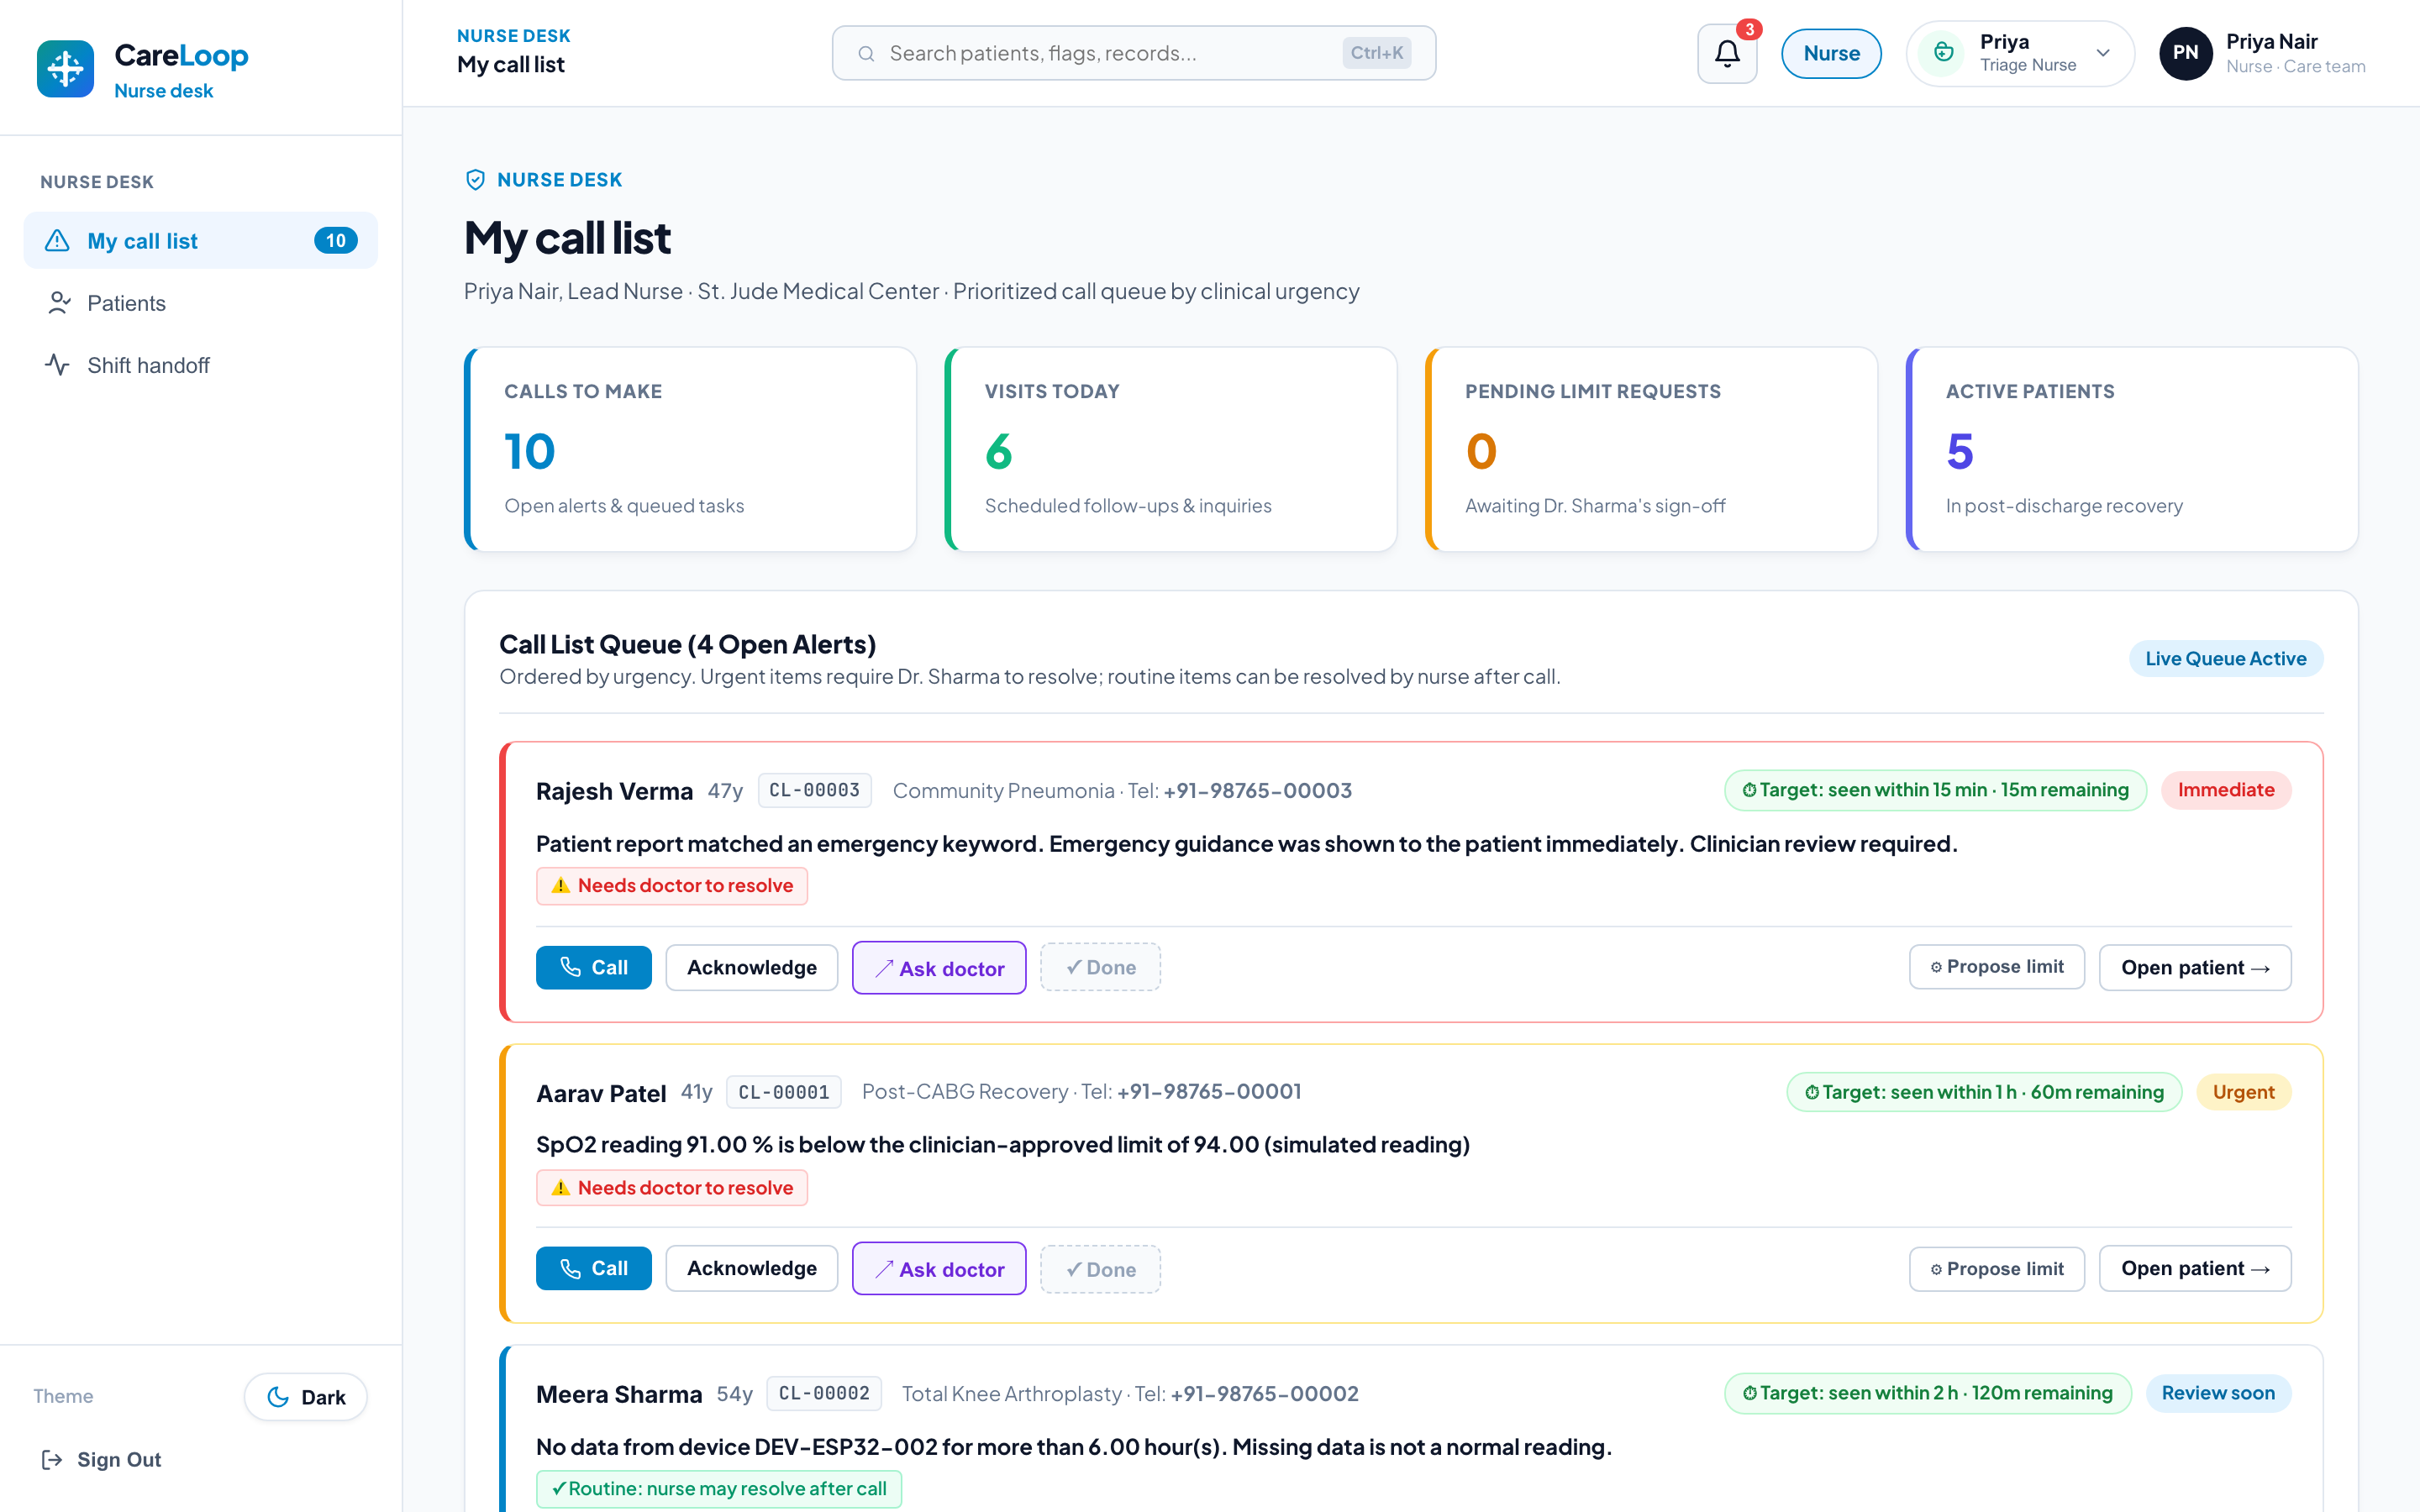 CareLoop
Nurse desk
NURSE DESK
My call list 10
Patients
Shift handoff
Theme
Dark
Sign Out
NURSE DESK
My call list
Search patients, flags, records...
Ctrl+K
3
Nurse
Priya
Triage Nurse
PN
Priya Nair
Nurse · Care team
NURSE DESK
My call list
Priya Nair, Lead Nurse · St. Jude Medical Center · Prioritized call queue by clinical urgency
CALLS TO MAKE
10
Open alerts & queued tasks
VISITS TODAY
6
Scheduled follow-ups & inquiries
PENDING LIMIT REQUESTS
0
Awaiting Dr. Sharma's sign-off
ACTIVE PATIENTS
5
In post-discharge recovery
Call List Queue (4 Open Alerts)
Ordered by urgency. Urgent items require Dr. Sharma to resolve; routine items can be resolved by nurse after call.
Live Queue Active
Rajesh Verma 47y CL-00003 Community Pneumonia · Tel: +91-98765-00003
⏱ Target: seen within 15 min · 15m remaining
Immediate
Patient report matched an emergency keyword. Emergency guidance was shown to the patient immediately. Clinician review required.
⚠️ Needs doctor to resolve
Call
Acknowledge
↗ Ask doctor
✓ Done
⚙ Propose limit
Open patient →
Aarav Patel 41y CL-00001 Post-CABG Recovery · Tel: +91-98765-00001
⏱ Target: seen within 1 h · 60m remaining
Urgent
SpO2 reading 91.00 % is below the clinician-approved limit of 94.00 (simulated reading)
⚠️ Needs doctor to resolve
Call
Acknowledge
↗ Ask doctor
✓ Done
⚙ Propose limit
Open patient →
Meera Sharma 54y CL-00002 Total Knee Arthroplasty · Tel: +91-98765-00002
⏱ Target: seen within 2 h · 120m remaining
Review soon
No data from device DEV-ESP32-002 for more than 6.00 hour(s). Missing data is not a normal reading.
✓ Routine: nurse may resolve after call